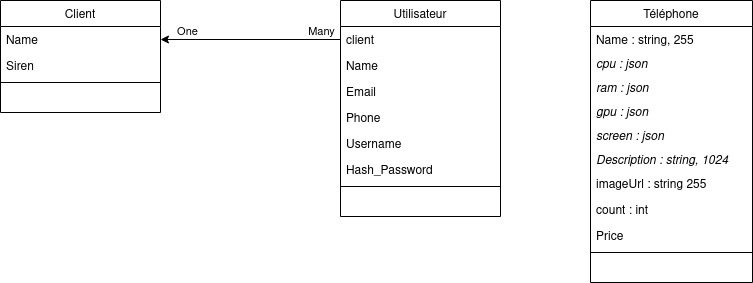 Client
Name
Siren
One
Many
Utilisateur
client
Name
Email
Phone
Username
Hash_Password
Téléphone
Name : string, 255
cpu : json
ram : json
gpu : json
screen : json
Description : string, 1024
imageUrl : string 255
count : int
Price